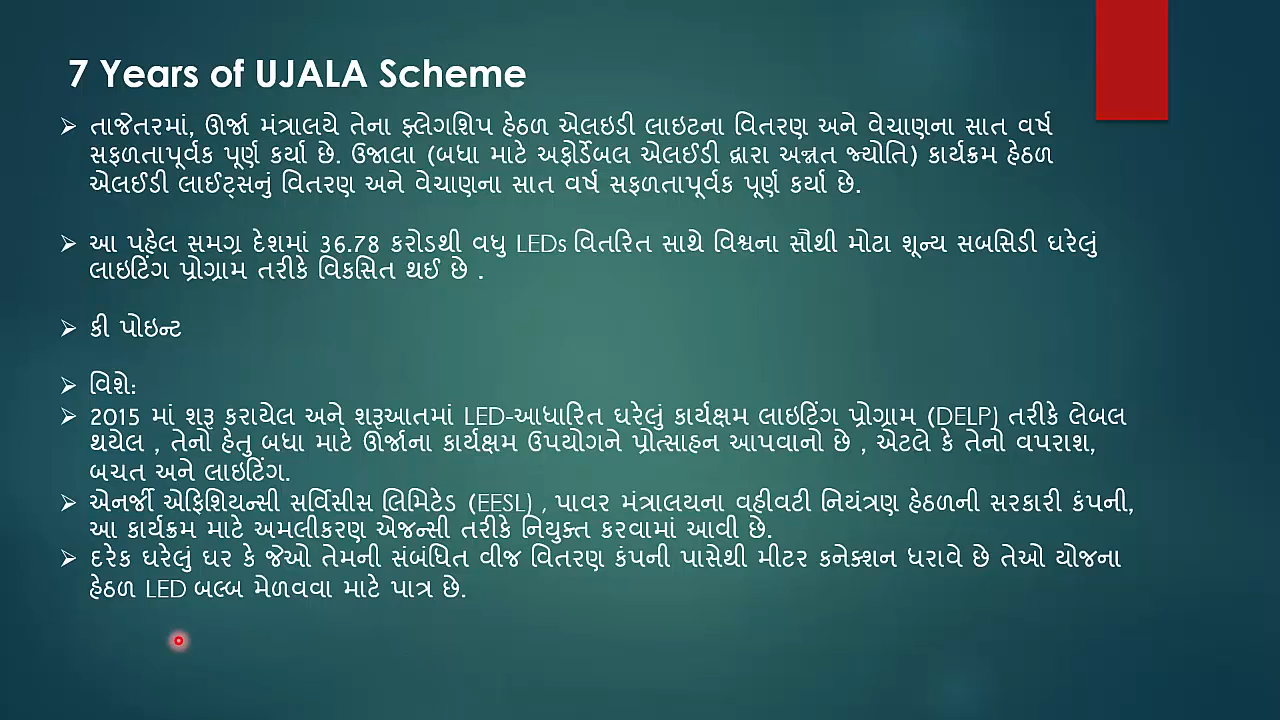 7 Years of UJALA Scheme
➢ તાજેતરમાં, ઊર્જા મંત્રાલયે તેના ફ્લેગશિપ હેઠળ એલઇડી લાઇટના વિતરણ અને વેચાણના સાત વર્ષ
સફળતાપૂર્વક પૂર્ણ કર્યા છે. ઉજાલા (બધા માટે અફોર્ડેબલ એલઈડી દ્વારા અન્નત જ્યોતિ) કાર્યક્રમ હેઠળ
એલઈડી લાઈટ્સનું વિતરણ અને વેચાણના સાત વર્ષ સફળતાપૂર્વક પૂર્ણ કર્યા છે.
➢ આ પહેલ સમગ્ર દેશમાં 36.78 કરોડથી વધુ LEDs વિતરિત સાથે વિશ્વના સૌથી મોટા શૂન્ય સબસિડી ઘરેલું
લાઇટિંગ પ્રોગ્રામ તરીકે વિકસિત થઈ છે .
➢ કી પોઇન્ટ
➢ વિશે:
➢ 2015 માં શરૂ કરાયેલ અને શરૂઆતમાં LED-આધારિત ઘરેલું કાર્યક્ષમ લાઇટિંગ પ્રોગ્રામ (DELP) તરીકે લેબલ
થયેલ , તેનો હેતુ બધા માટે ઊર્જાના કાર્યક્ષમ ઉપયોગને પ્રોત્સાહન આપવાનો છે , એટલે કે તેનો વપરાશ,
બચત અને લાઇટિંગ.
➢ એનર્જી એફિશિયન્સી સર્વિસીસ લિમિટેડ (EESL) , પાવર મંત્રાલયના વહીવટી નિયંત્રણ હેઠળની સરકારી કંપની,
આ કાર્યક્રમ માટે અમલીકરણ એજન્સી તરીકે નિયુક્ત કરવામાં આવી છે.
➢ દરેક ઘરેલું ઘર કે જેઓ તેમની સંબંધિત વીજ વિતરણ કંપની પાસેથી મીટર કનેક્શન ધરાવે છે તેઓ યોજના
હેઠળ LED બલ્બ મેળવવા માટે પાત્ર છે.